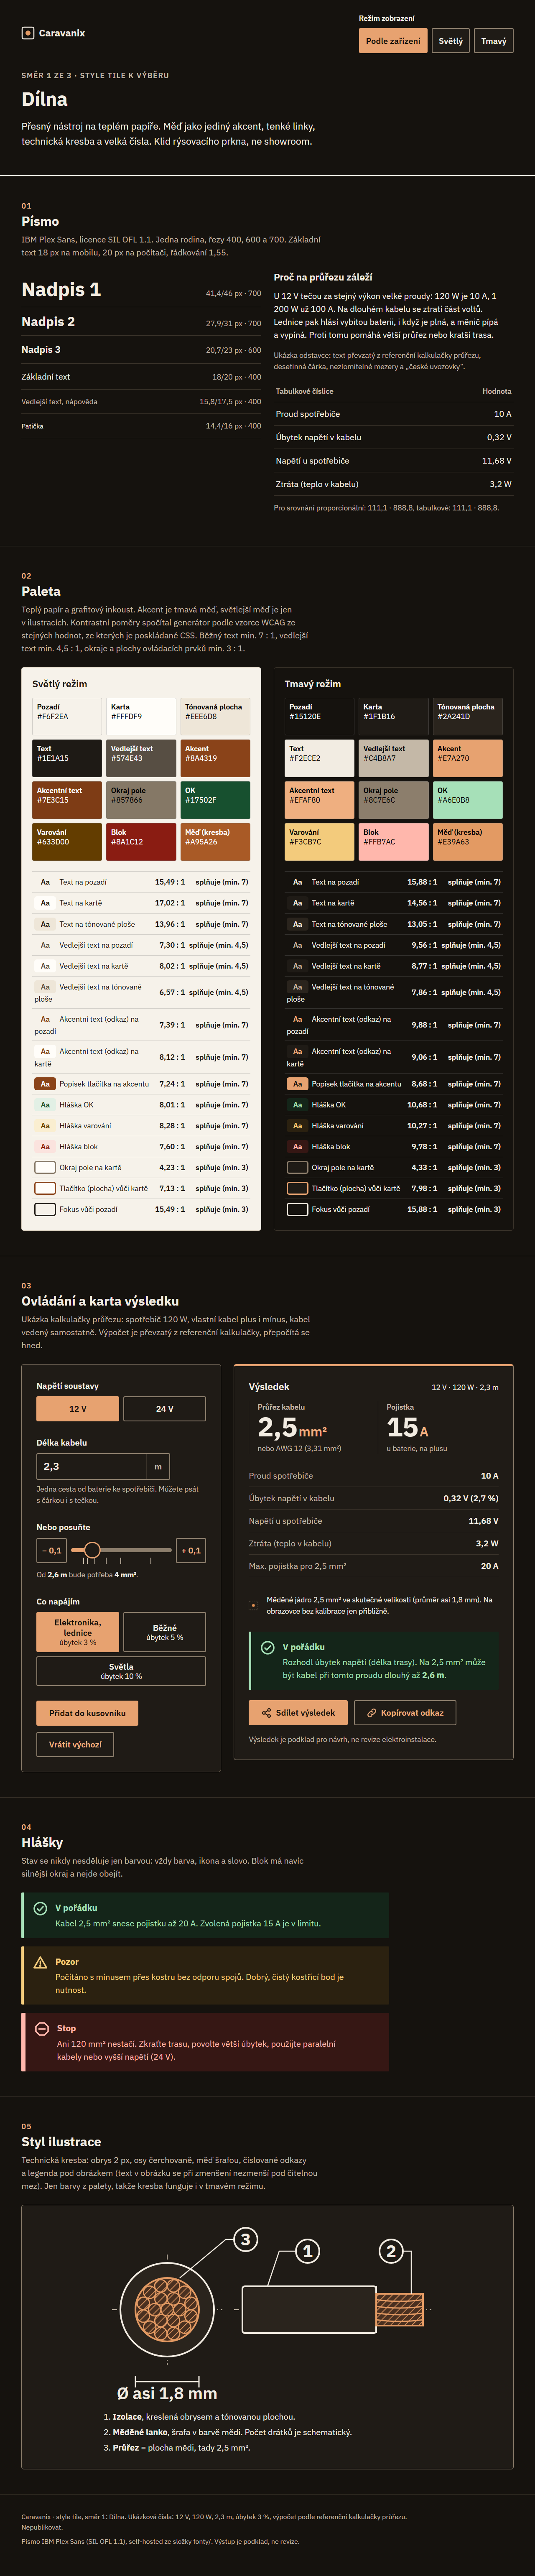 Caravanix
Režim zobrazení
Podle zařízení
Světlý
Tmavý
SMĚR 1 ZE 3 · STYLE TILE K VÝBĚRU
Dílna
Přesný nástroj na teplém papíře. Měď jako jediný akcent, tenké linky,
technická kresba a velká čísla. Klid rýsovacího prkna, ne showroom.
01
Písmo
IBM Plex Sans, licence SIL OFL 1.1. Jedna rodina, řezy 400, 600 a 700. Základní
text 18 px na mobilu, 20 px na počítači, řádkování 1,55.
Nadpis 1 41,4/46 px · 700
Nadpis 2 27,9/31 px · 700
Nadpis 3 20,7/23 px · 600
Základní text 18/20 px · 400
Vedlejší text, nápověda 15,8/17,5 px · 400
Patička 14,4/16 px · 400
Proč na průřezu záleží
U 12 V tečou za stejný výkon velké proudy: 120 W je 10 A, 1
200 W už 100 A. Na dlouhém kabelu se ztratí část voltů.
Lednice pak hlásí vybitou baterii, i když je plná, a měnič pípá
a vypíná. Proti tomu pomáhá větší průřez nebo kratší trasa.
Ukázka odstavce: text převzatý z referenční kalkulačky průřezu,
desetinná čárka, nezlomitelné mezery a „české uvozovky".
Tabulkové číslice Hodnota
Proud spotřebiče 10 A
Úbytek napětí v kabelu 0,32 V
Napětí u spotřebiče 11,68 V
Ztráta (teplo v kabelu) 3,2 W
Pro srovnání proporcionální: 111,1 · 888,8, tabulkové: 111,1 · 888,8.
02
Paleta
Teplý papír a grafitový inkoust. Akcent je tmavá měď, světlejší měď je jen
v ilustracích. Kontrastní poměry spočítal generátor podle vzorce WCAG ze
stejných hodnot, ze kterých je poskládané CSS. Běžný text min. 7 : 1, vedlejší
text min. 4,5 : 1, okraje a plochy ovládacích prvků min. 3 : 1.
Světlý režim
Pozadí
#F6F2EA
Karta
#FFFDF9
Tónovaná plocha
#EEE6D8
Text
#1E1A15
Vedlejší text
#574E43
Akcent
#8A4319
Akcentní text
#7E3C15
Okraj pole
#857866
OK
#17502F
Varování
#633D00
Blok
#8A1C12
Měď (kresba)
#A95A26
Aa Text na pozadí 15,49 : 1 splňuje (min. 7)
Aa Text na kartě 17,02 : 1 splňuje (min. 7)
Aa Text na tónované ploše 13,96 : 1 splňuje (min. 7)
Aa Vedlejší text na pozadí 7,30 : 1 splňuje (min. 4,5)
Aa Vedlejší text na kartě 8,02 : 1 splňuje (min. 4,5)
Aa Vedlejší text na tónované
ploše 6,57 : 1 splňuje (min. 4,5)
Aa Akcentní text (odkaz) na
pozadí 7,39 : 1 splňuje (min. 7)
Aa Akcentní text (odkaz) na
kartě 8,12 : 1 splňuje (min. 7)
Aa Popisek tlačítka na akcentu 7,24 : 1 splňuje (min. 7)
Aa Hláška OK 8,01 : 1 splňuje (min. 7)
Aa Hláška varování 8,28 : 1 splňuje (min. 7)
Aa Hláška blok 7,60 : 1 splňuje (min. 7)
Okraj pole na kartě 4,23 : 1 splňuje (min. 3)
Tlačítko (plocha) vůči kartě 7,13 : 1 splňuje (min. 3)
Fokus vůči pozadí 15,49 : 1 splňuje (min. 3)
Tmavý režim
Pozadí
#15120E
Karta
#1F1B16
Tónovaná plocha
#2A241D
Text
#F2ECE2
Vedlejší text
#C4B8A7
Akcent
#E7A270
Akcentní text
#EFAF80
Okraj pole
#8C7E6C
OK
#A6E0B8
Varování
#F3CB7C
Blok
#FFB7AC
Měď (kresba)
#E39A63
Aa Text na pozadí 15,88 : 1 splňuje (min. 7)
Aa Text na kartě 14,56 : 1 splňuje (min. 7)
Aa Text na tónované ploše 13,05 : 1 splňuje (min. 7)
Aa Vedlejší text na pozadí 9,56 : 1 splňuje (min. 4,5)
Aa Vedlejší text na kartě 8,77 : 1 splňuje (min. 4,5)
Aa Vedlejší text na tónované
ploše 7,86 : 1 splňuje (min. 4,5)
Aa Akcentní text (odkaz) na
pozadí 9,88 : 1 splňuje (min. 7)
Aa Akcentní text (odkaz) na
kartě 9,06 : 1 splňuje (min. 7)
Aa Popisek tlačítka na akcentu 8,68 : 1 splňuje (min. 7)
Aa Hláška OK 10,68 : 1 splňuje (min. 7)
Aa Hláška varování 10,27 : 1 splňuje (min. 7)
Aa Hláška blok 9,78 : 1 splňuje (min. 7)
Okraj pole na kartě 4,33 : 1 splňuje (min. 3)
Tlačítko (plocha) vůči kartě 7,98 : 1 splňuje (min. 3)
Fokus vůči pozadí 15,88 : 1 splňuje (min. 3)
03
Ovládání a karta výsledku
Ukázka kalkulačky průřezu: spotřebič 120 W, vlastní kabel plus i mínus, kabel
vedený samostatně. Výpočet je převzatý z referenční kalkulačky, přepočítá se
hned.
Napětí soustavy
12 V
24 V
Délka kabelu
2,3 m
Jedna cesta od baterie ke spotřebiči. Můžete psát
s čárkou i s tečkou.
Nebo posuňte
− 0,1
+ 0,1
Od 2,6 m bude potřeba 4 mm².
Co napájím
Elektronika,
lednice
úbytek 3 %
Běžné
úbytek 5 %
Světla
úbytek 10 %
Přidat do kusovníku
Vrátit výchozí
Výsledek 12 V · 120 W · 2,3 m
Průřez kabelu
2,5 mm²
nebo AWG 12 (3,31 mm²)
Pojistka
15 A
u baterie, na plusu
Proud spotřebiče 10 A
Úbytek napětí v kabelu 0,32 V (2,7 %)
Napětí u spotřebiče 11,68 V
Ztráta (teplo v kabelu) 3,2 W
Max. pojistka pro 2,5 mm² 20 A
Měděné jádro 2,5 mm² ve skutečné velikosti (průměr asi 1,8 mm). Na
obrazovce bez kalibrace jen přibližně.
V pořádku
Rozhodl úbytek napětí (délka trasy). Na 2,5 mm² může
být kabel při tomto proudu dlouhý až 2,6 m.
Sdílet výsledek
Kopírovat odkaz
Výsledek je podklad pro návrh, ne revize elektroinstalace.
04
Hlášky
Stav se nikdy nesděluje jen barvou: vždy barva, ikona a slovo. Blok má navíc
silnější okraj a nejde obejít.
V pořádku
Kabel 2,5 mm² snese pojistku až 20 A. Zvolená pojistka 15 A je v limitu.
Pozor
Počítáno s mínusem přes kostru bez odporu spojů. Dobrý, čistý kostřicí bod je
nutnost.
Stop
Ani 120 mm² nestačí. Zkraťte trasu, povolte větší úbytek, použijte paralelní
kabely nebo vyšší napětí (24 V).
05
Styl ilustrace
Technická kresba: obrys 2 px, osy čerchovaně, měď šrafou, číslované odkazy
a legenda pod obrázkem (text v obrázku se při zmenšení nezmenší pod čitelnou
mez). Jen barvy z palety, takže kresba funguje i v tmavém režimu.
3
1
2
Ø asi 1,8 mm
1. Izolace, kreslená obrysem a tónovanou plochou.
2. Měděné lanko, šrafa v barvě mědi. Počet drátků je schematický.
3. Průřez = plocha mědi, tady 2,5 mm².
Caravanix · style tile, směr 1: Dílna. Ukázková čísla: 12 V, 120 W, 2,3 m, úbytek 3 %, výpočet podle referenční kalkulačky průřezu.
Nepublikovat.
Písmo IBM Plex Sans (SIL OFL 1.1), self-hosted ze složky fonty/. Výstup je podklad, ne revize.